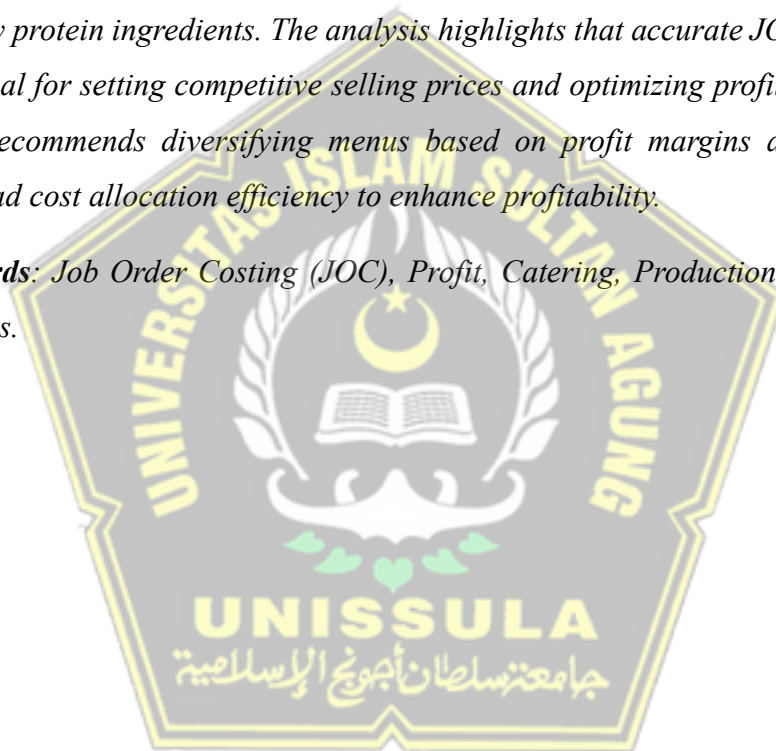 y protein ingredients. The analysis highlights that accurate JO
al for setting competitive selling prices and optimizing profit
recommends diversifying menus based on profit margins a
ad cost allocation efficiency to enhance profitability.
rds: Job Order Costing (JOC), Profit, Catering, Production
s.
UNIVERSITAS ISLAM SULTAN AGUNG
UNISSULA
جامعة سلطان أجونج الإسلامية